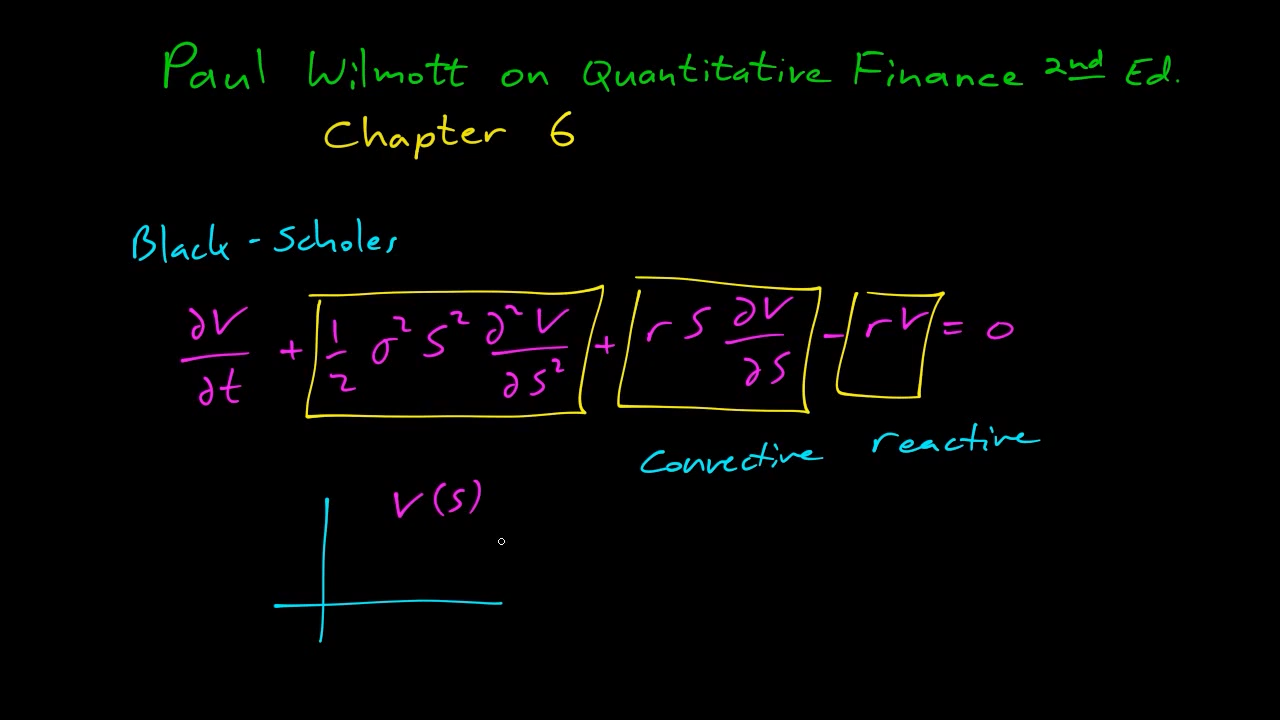 Paul Wilmott on Quantitative Finance 2nd Ed.
Chapter 6
Black-Scholes
∂V/∂t + 1/2 σ² S² ∂²V/∂S² + r S ∂V/∂S - rV = 0
convective reactive
V(S)